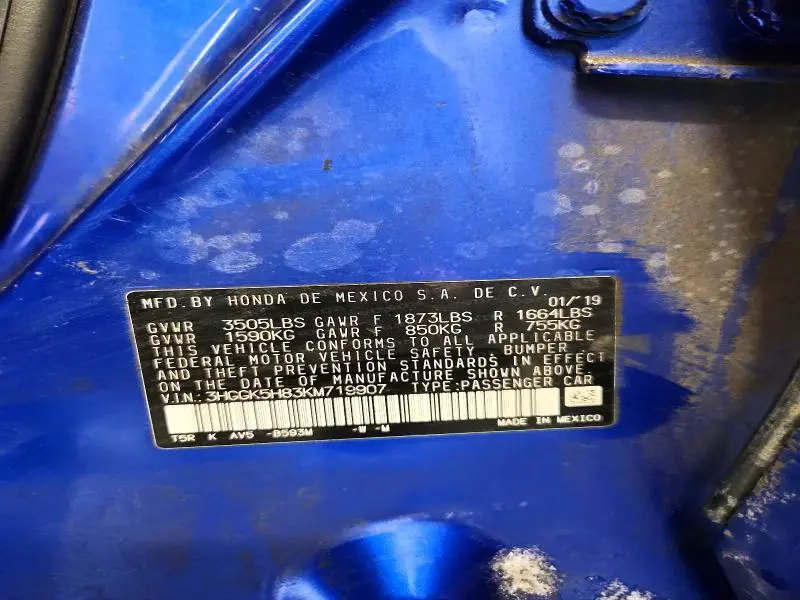 MFD. BY HONDA DE MEXICO S.A. DE C.V. 01/'19
GVWR 3505LBS GAWR F 1873LBS R 1664LBS
GVWR 1590KG GAWR F 850KG R 755KG
THIS VEHICLE CONFORMS TO ALL APPLICABLE
FEDERAL MOTOR VEHICLE SAFETY, BUMPER
AND THEFT PREVENTION STANDARDS IN EFFECT
ON THE DATE OF MANUFACTURE SHOWN ABOVE.
V.I.N.: 3HGGK5H83KM719907 TYPE:PASSENGER CAR
MADE IN MEXICO
T5R K AV5 -B593M -W -M